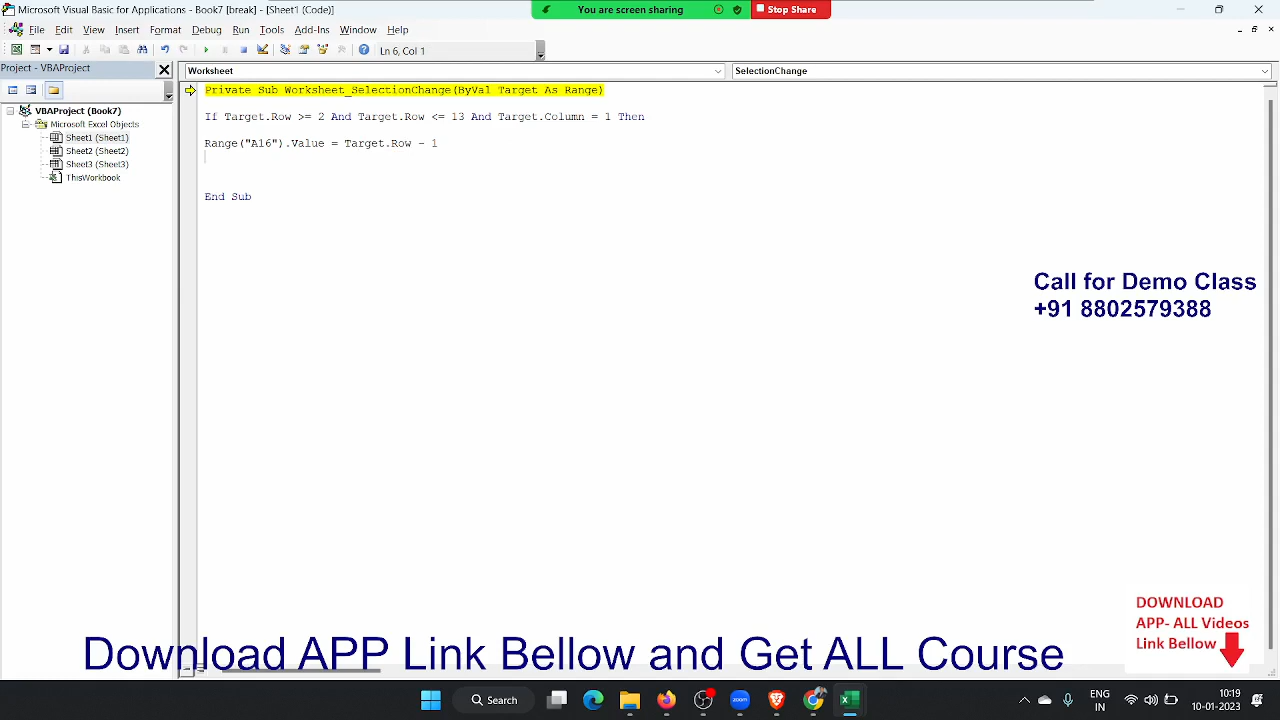 Microsoft Visual Basic for Applications - Book7 [break] - [Sheet1 (Code)]
You are screen sharing
Stop Share
File Edit View Insert Format Debug Run Tools Add-Ins Window Help
Ln 6, Col 1
Project - VBAProject
Worksheet
SelectionChange
VBAProject (Book7)
Microsoft Excel Objects
Sheet1 (Sheet1)
Sheet2 (Sheet2)
Sheet3 (Sheet3)
ThisWorkbook
Private Sub Worksheet_SelectionChange(ByVal Target As Range)
If Target.Row >= 2 And Target.Row <= 13 And Target.Column = 1 Then
Range("A16").Value = Target.Row - 1
End Sub
Call for Demo Class
+91 8802579388
DOWNLOAD
APP- ALL Videos
Link Bellow
Download APP Link Bellow and Get ALL Course
Search
zoom
ENG
IN
10:19
10-01-2023